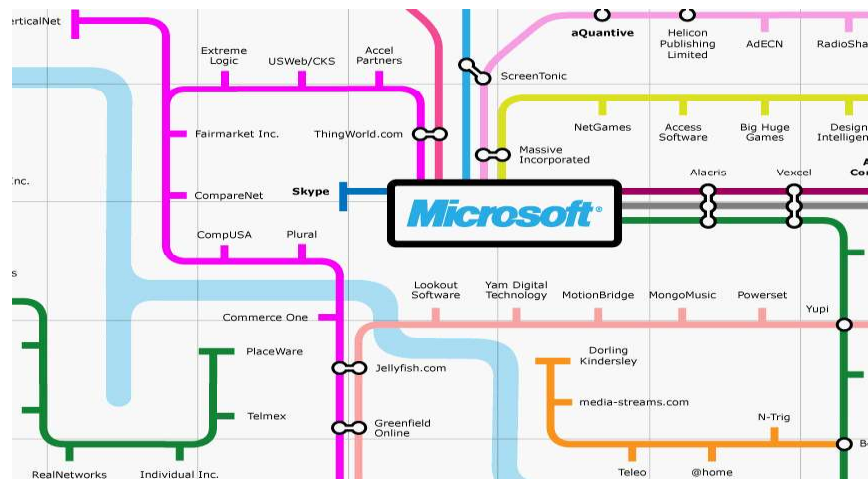 erticalNet
aQuantive
Helicon
Publishing
Limited
AdECN
RadioSha
Extreme
Logic
USWeb/CKS
Accel
Partners
ScreenTonic
Fairmarket Inc.
ThingWorld.com
NetGames
Access
Software
Big Huge
Games
Design
Intelligen
Massive
Incorporated
Alacris
Vexcel
A
Co
nc.
CompareNet
Skype
Microsoft®
CompUSA
Plural
s
Lookout
Software
Yam Digital
Technology
MotionBridge
MongoMusic
Powerset
Yupi
Commerce One
PlaceWare
Jellyfish.com
Dorling
Kindersley
media-streams.com
Telmex
Greenfield
Online
N-Trig
B
RealNetworks
Individual Inc.
Teleo
@home